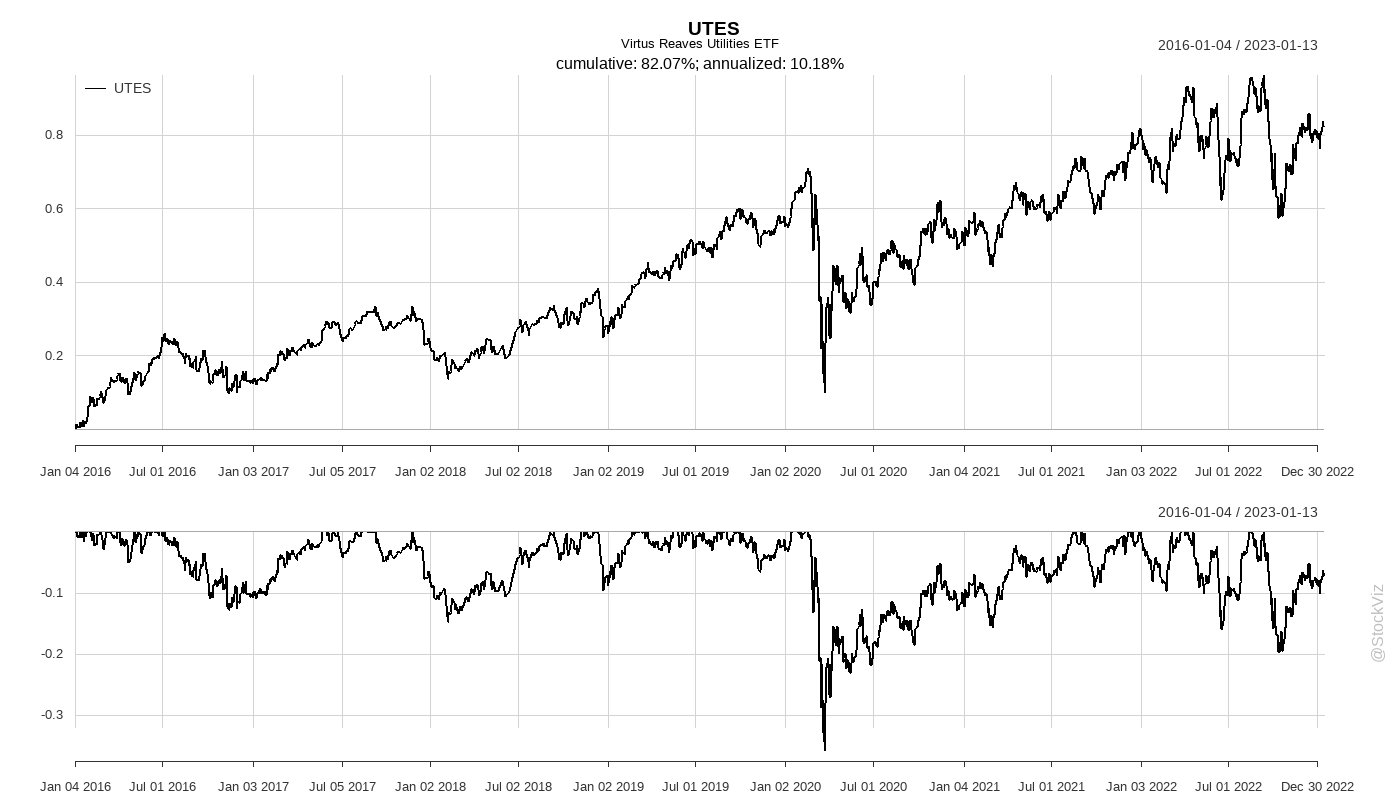 UTES
Virtus Reaves Utilities ETF
2016-01-04 / 2023-01-13
cumulative: 82.07%; annualized: 10.18%
UTES
0.8
0.6
0.4
0.2
Jan 04 2016 Jul 01 2016 Jan 03 2017 Jul 05 2017 Jan 02 2018 Jul 02 2018 Jan 02 2019 Jul 01 2019 Jan 02 2020 Jul 01 2020 Jan 04 2021 Jul 01 2021 Jan 03 2022 Jul 01 2022 Dec 30 2022
2016-01-04 / 2023-01-13
-0.1
-0.2
-0.3
Jan 04 2016 Jul 01 2016 Jan 03 2017 Jul 05 2017 Jan 02 2018 Jul 02 2018 Jan 02 2019 Jul 01 2019 Jan 02 2020 Jul 01 2020 Jan 04 2021 Jul 01 2021 Jan 03 2022 Jul 01 2022 Dec 30 2022
@StockViz